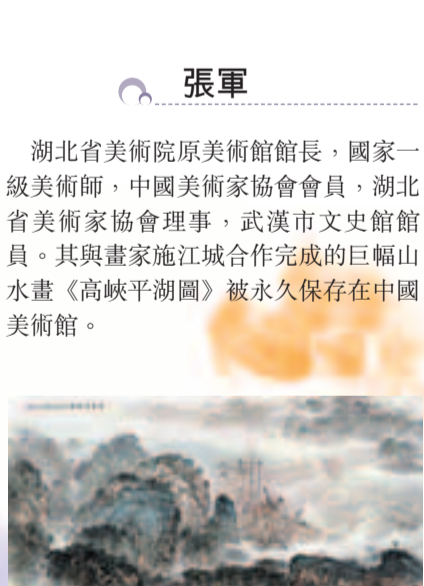 張軍
湖北省美術院原美術館館長，國家一
級美術師，中國美術家協會會員，湖北
省美術家協會理事，武漢市文史館館
員。其與畫家施江城合作完成的巨幅山
水畫《高峽平湖圖》被永久保存在中國
美術館。